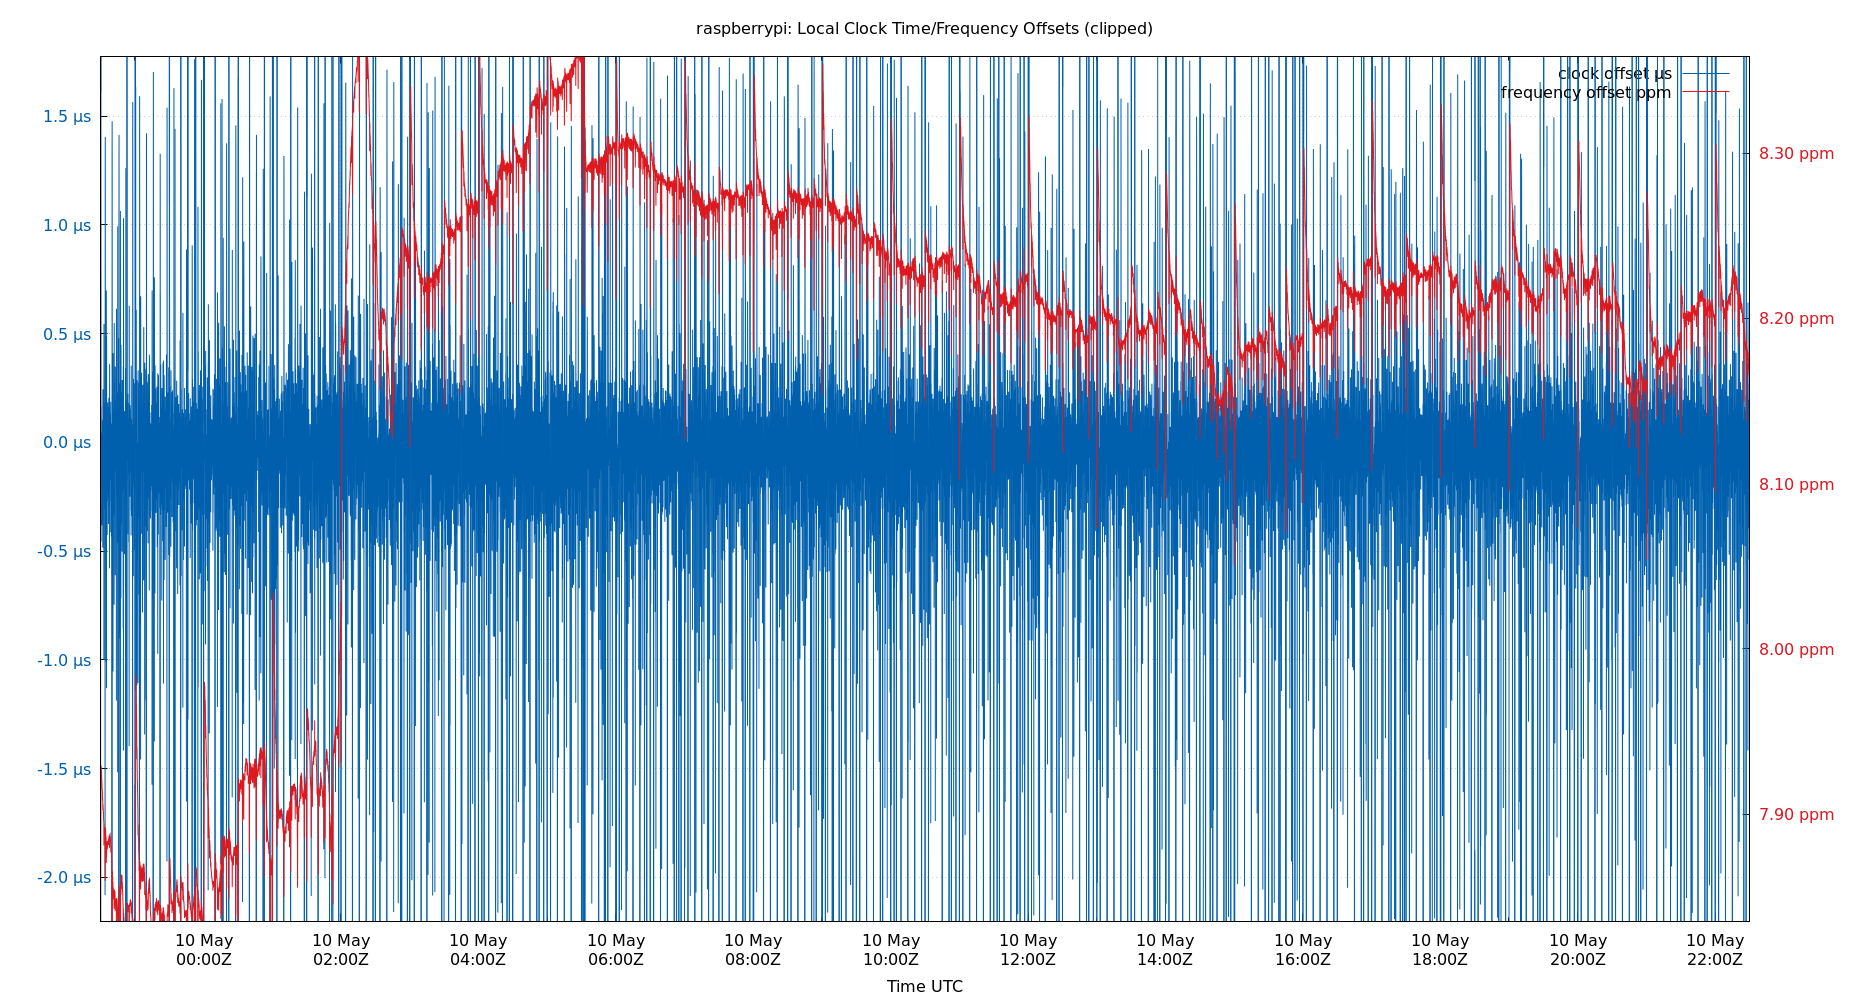 raspberrypi: Local Clock Time/Frequency Offsets (clipped)
clock offset µs
frequency offset ppm
1.5 µs
1.0 µs
0.5 µs
0.0 µs
-0.5 µs
-1.0 µs
-1.5 µs
-2.0 µs
8.30 ppm
8.20 ppm
8.10 ppm
8.00 ppm
7.90 ppm
10 May 10 May 10 May 10 May 10 May 10 May 10 May 10 May 10 May 10 May 10 May 10 May
00:00Z 02:00Z 04:00Z 06:00Z 08:00Z 10:00Z 12:00Z 14:00Z 16:00Z 18:00Z 20:00Z 22:00Z
Time UTC